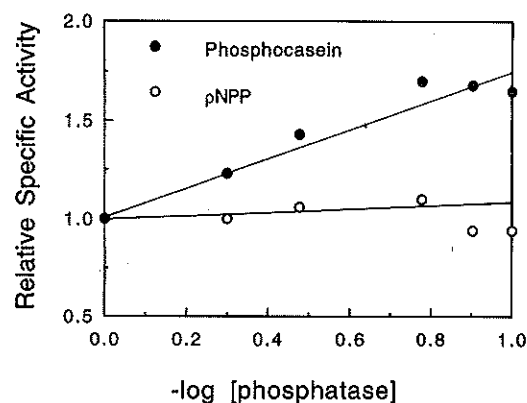 Relative Specific Activity
2.0
1.5
1.0
0.5
Phosphocasein
pNPP
0.0 0.2 0.4 0.6 0.8 1.0
-log [phosphatase]